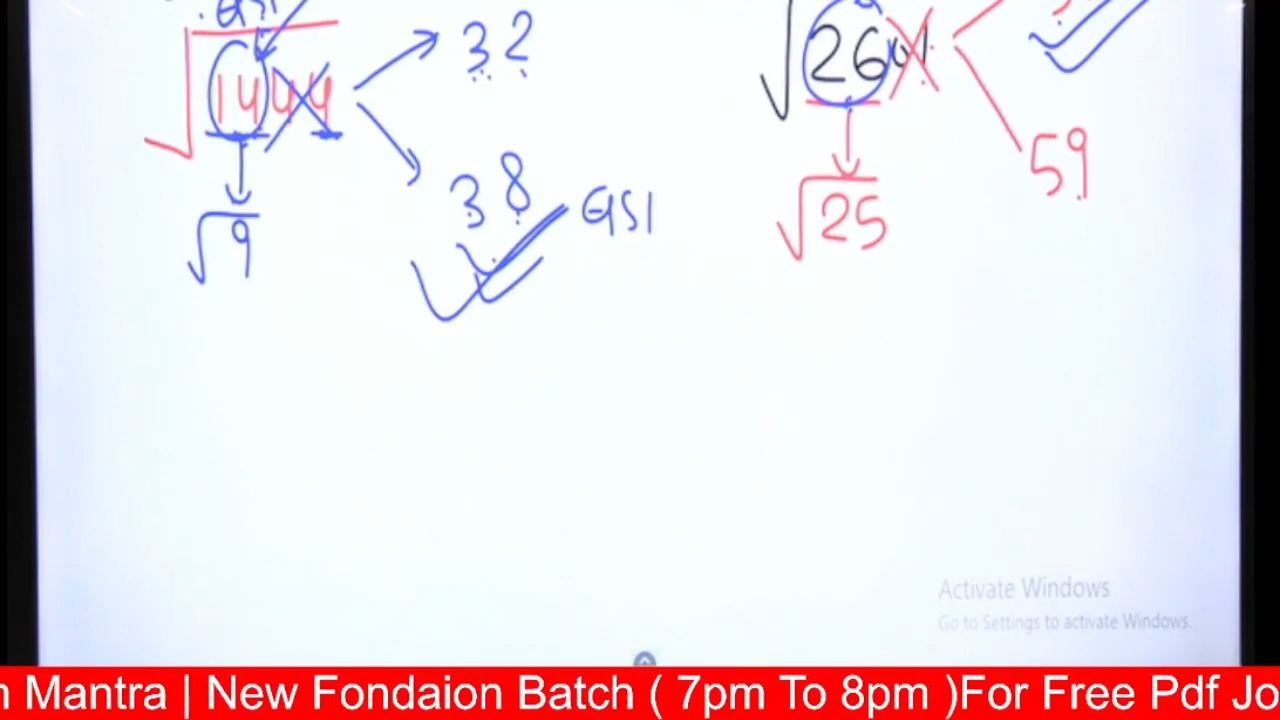 √1444
32
38
GSI
√9
√2601
59
√25
Activate Windows
Go to Settings to activate Windows.
n Mantra | New Fondaion Batch ( 7pm To 8pm )For Free Pdf Jo